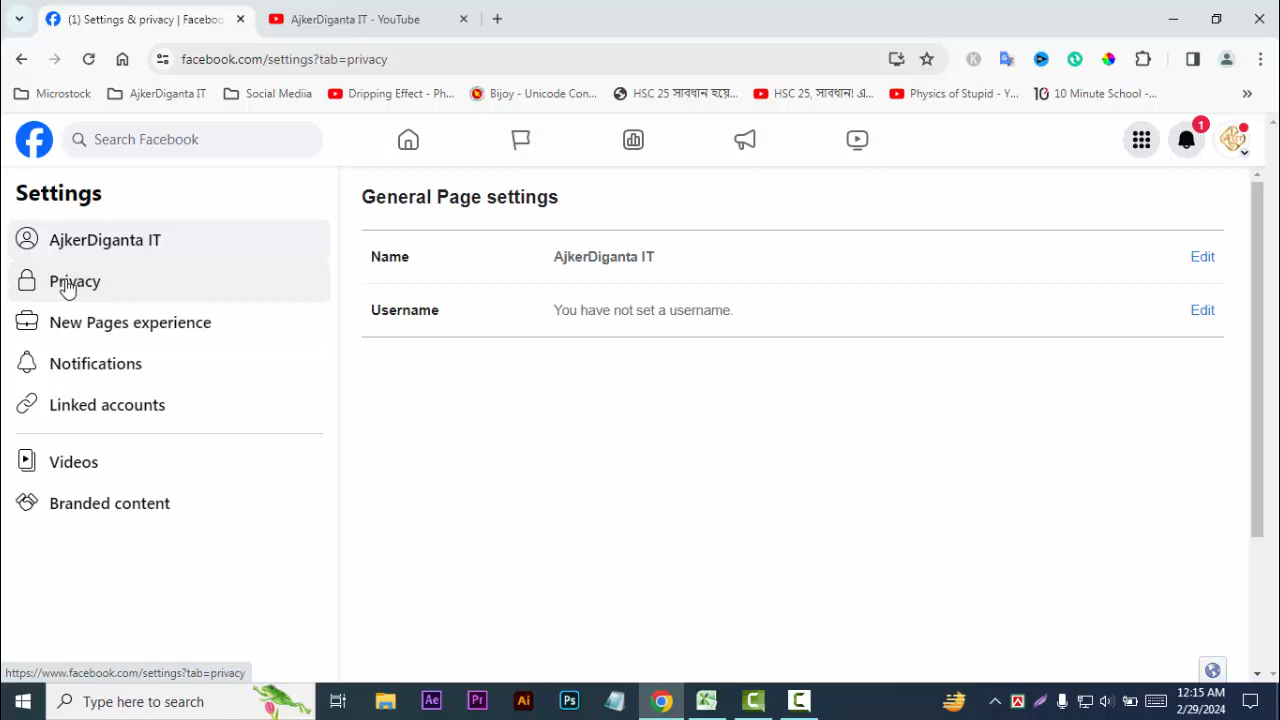 (1) Settings & privacy | Faceboo
AjkerDiganta IT - YouTube
facebook.com/settings?tab=privacy
Microstock
AjkerDiganta IT
Social Mediia
Dripping Effect - Ph...
Bijoy - Unicode Con...
HSC 25 সাবধান হয়ে...
HSC 25, সাবধান! এ...
Physics of Stupid - Y...
10 Minute School -...
Search Facebook
1
Settings
AjkerDiganta IT
Privacy
New Pages experience
Notifications
Linked accounts
Videos
Branded content
General Page settings
Name AjkerDiganta IT Edit
Username You have not set a username. Edit
https://www.facebook.com/settings?tab=privacy
Type here to search
Ae
Pr
Ai
Ps
12:15 AM
2/29/2024